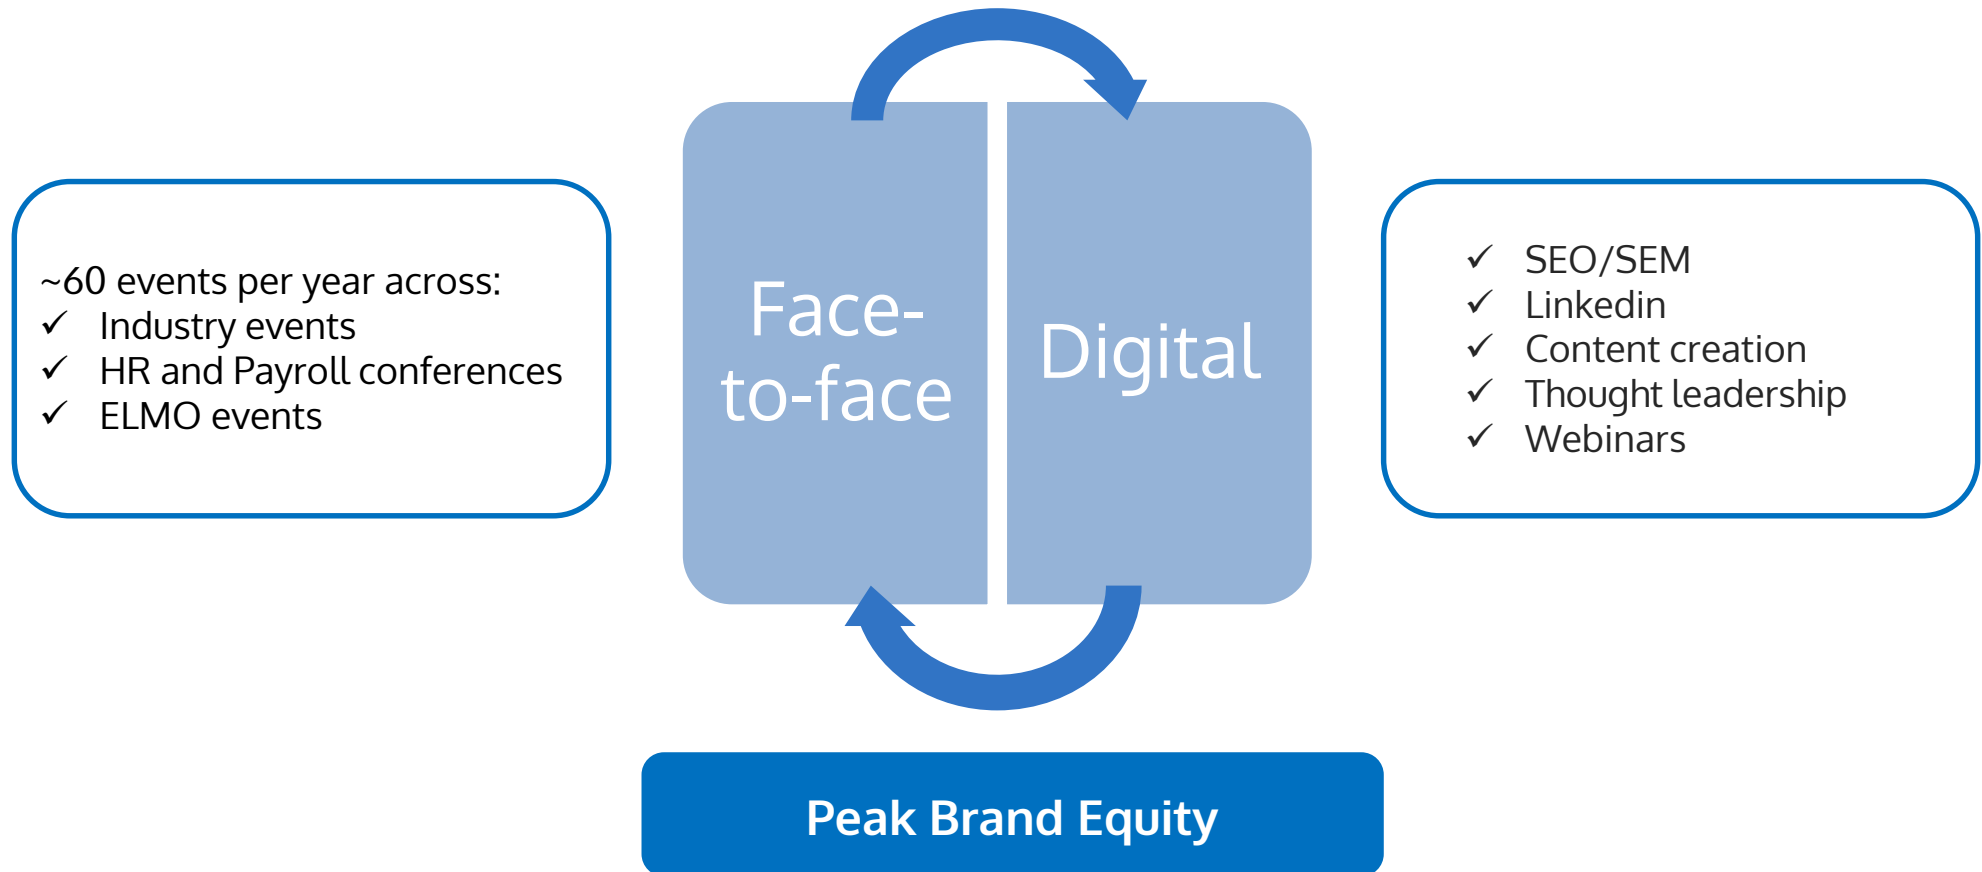 ~60 events per year across:
✓ Industry events
✓ HR and Payroll conferences
✓ ELMO events
Face-
to-face
Digital
✓ SEO/SEM
✓ Linkedin
✓ Content creation
✓ Thought leadership
✓ Webinars
Peak Brand Equity